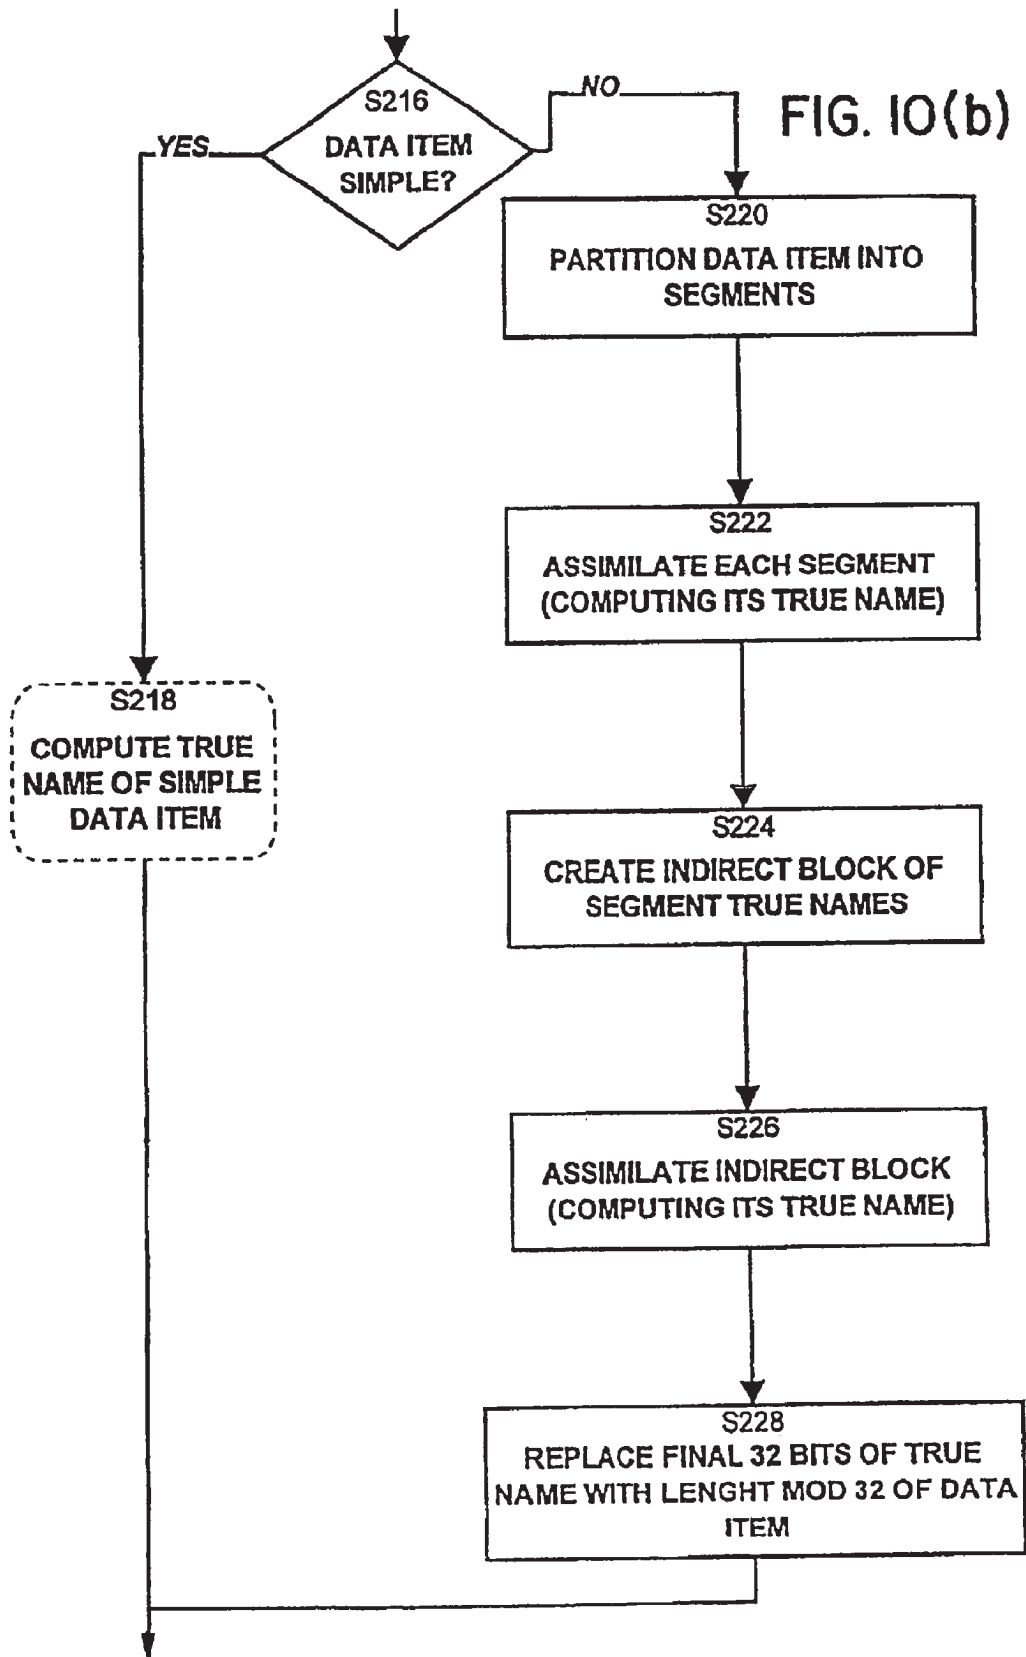 FIG. 10(b)
S216
DATA ITEM
SIMPLE?
YES
NO
S220
PARTITION DATA ITEM INTO
SEGMENTS
S222
ASSIMILATE EACH SEGMENT
(COMPUTING ITS TRUE NAME)
S218
COMPUTE TRUE
NAME OF SIMPLE
DATA ITEM
S224
CREATE INDIRECT BLOCK OF
SEGMENT TRUE NAMES
S226
ASSIMILATE INDIRECT BLOCK
(COMPUTING ITS TRUE NAME)
S228
REPLACE FINAL 32 BITS OF TRUE
NAME WITH LENGHT MOD 32 OF DATA
ITEM